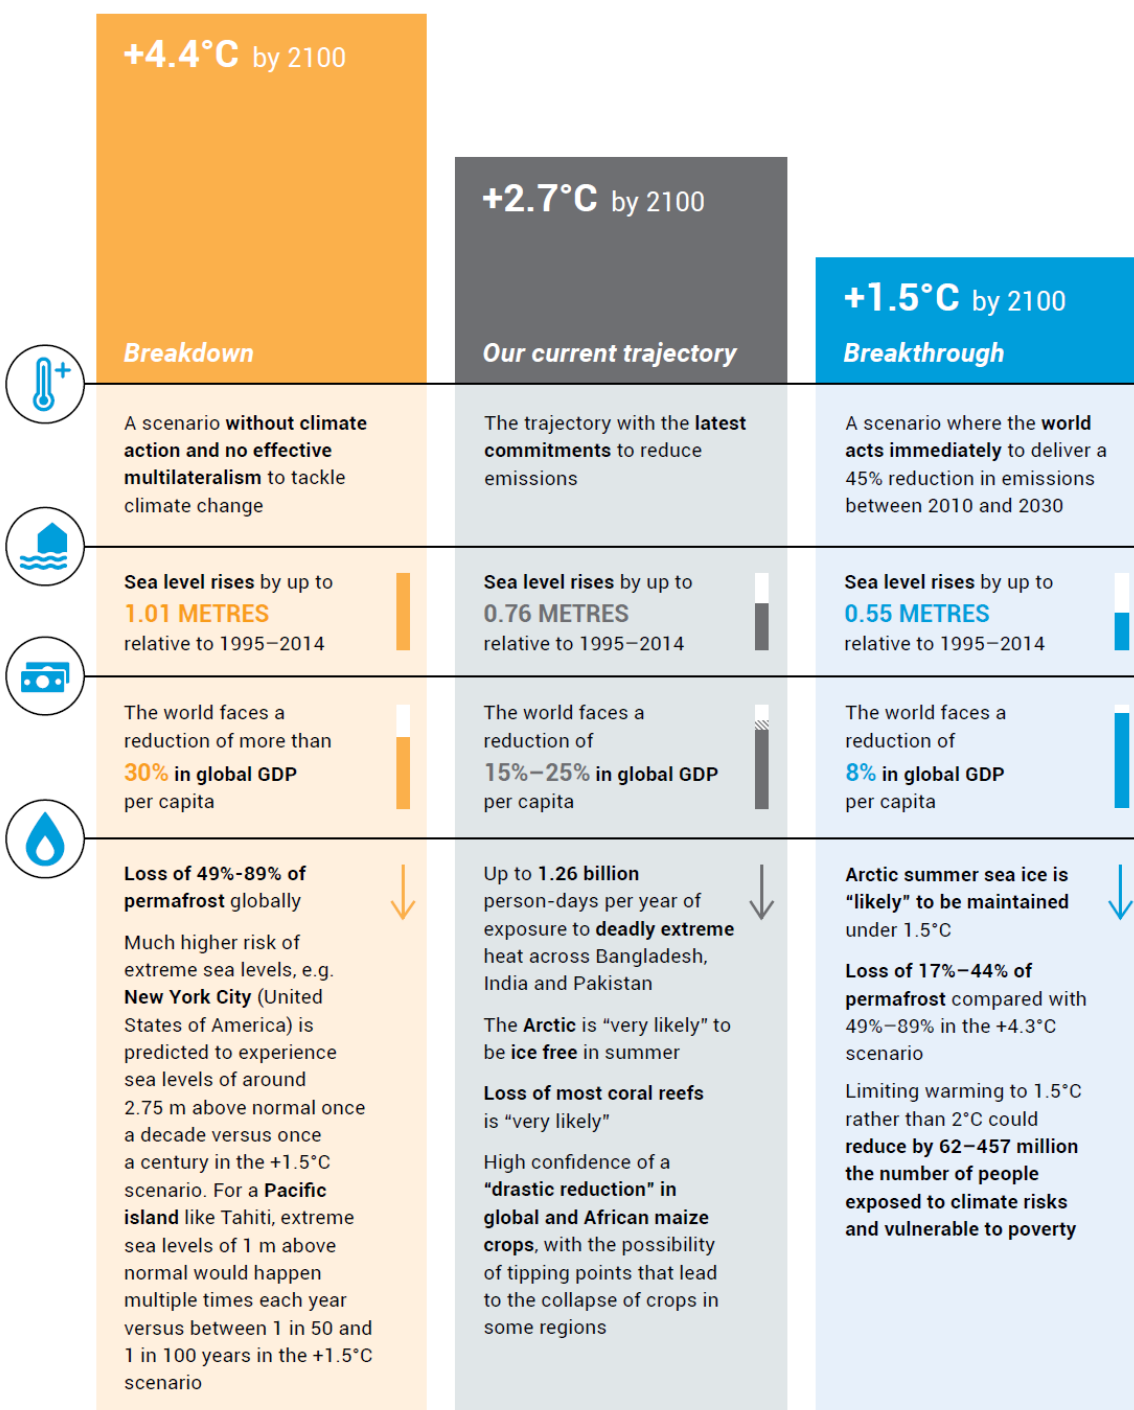 +4.4°C by 2100
Breakdown
A scenario without climate
action and no effective
multilateralism to tackle
climate change
Sea level rises by up to
1.01 METRES
relative to 1995–2014
The world faces a
reduction of more than
30% in global GDP
per capita
Loss of 49%-89% of
permafrost globally
Much higher risk of
extreme sea levels, e.g.
New York City (United
States of America) is
predicted to experience
sea levels of around
2.75 m above normal once
a decade versus once
a century in the +1.5°C
scenario. For a Pacific
island like Tahiti, extreme
sea levels of 1 m above
normal would happen
multiple times each year
versus between 1 in 50 and
1 in 100 years in the +1.5°C
scenario
+2.7°C by 2100
Our current trajectory
The trajectory with the latest
commitments to reduce
emissions
Sea level rises by up to
0.76 METRES
relative to 1995–2014
The world faces a
reduction of
15%–25% in global GDP
per capita
Up to 1.26 billion
person-days per year of
exposure to deadly extreme
heat across Bangladesh,
India and Pakistan
The Arctic is “very likely” to
be ice free in summer
Loss of most coral reefs
is “very likely”
High confidence of a
“drastic reduction” in
global and African maize
crops, with the possibility
of tipping points that lead
to the collapse of crops in
some regions
+1.5°C by 2100
Breakthrough
A scenario where the world
acts immediately to deliver a
45% reduction in emissions
between 2010 and 2030
Sea level rises by up to
0.55 METRES
relative to 1995–2014
The world faces a
reduction of
8% in global GDP
per capita
Arctic summer sea ice is
“likely” to be maintained
under 1.5°C
Loss of 17%–44% of
permafrost compared with
49%–89% in the +4.3°C
scenario
Limiting warming to 1.5°C
rather than 2°C could
reduce by 62–457 million
the number of people
exposed to climate risks
and vulnerable to poverty